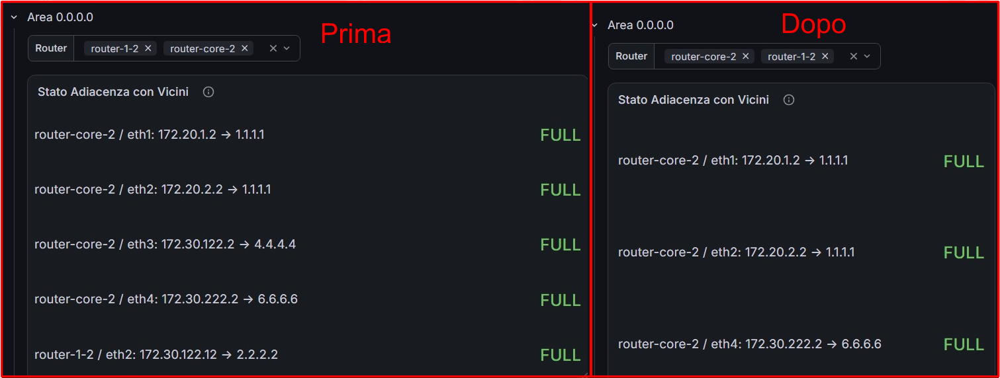 Prima
Area 0.0.0.0
Router router-1-2 router-core-2
Stato Adiacenza con Vicini
router-core-2 / eth1: 172.20.1.2 → 1.1.1.1 FULL
router-core-2 / eth2: 172.20.2.2 → 1.1.1.1 FULL
router-core-2 / eth3: 172.30.122.2 → 4.4.4.4 FULL
router-core-2 / eth4: 172.30.222.2 → 6.6.6.6 FULL
router-1-2 / eth2: 172.30.122.12 → 2.2.2.2 FULL
Dopo
Area 0.0.0.0
Router router-core-2 router-1-2
Stato Adiacenza con Vicini
router-core-2 / eth1: 172.20.1.2 → 1.1.1.1 FULL
router-core-2 / eth2: 172.20.2.2 → 1.1.1.1 FULL
router-core-2 / eth4: 172.30.222.2 → 6.6.6.6 FULL